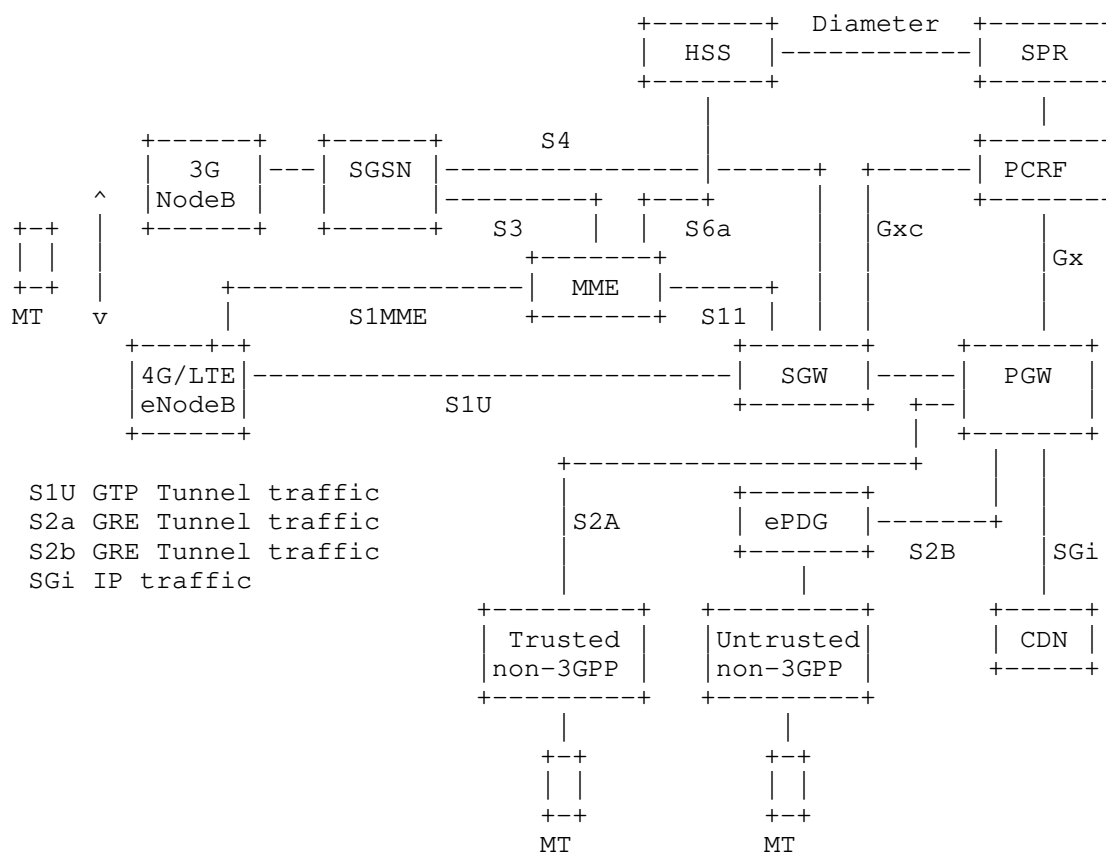 Diameter
HSS SPR
S4
3G SGSN PCRF
NodeB
S3 S6a Gxc
Gx
MME
MT v S1MME S11
4G/LTE SGW PGW
eNodeB S1U
S1U GTP Tunnel traffic
S2a GRE Tunnel traffic S2A ePDG
S2b GRE Tunnel traffic S2B SGi
SGi IP traffic
Trusted Untrusted CDN
non-3GPP non-3GPP
MT MT